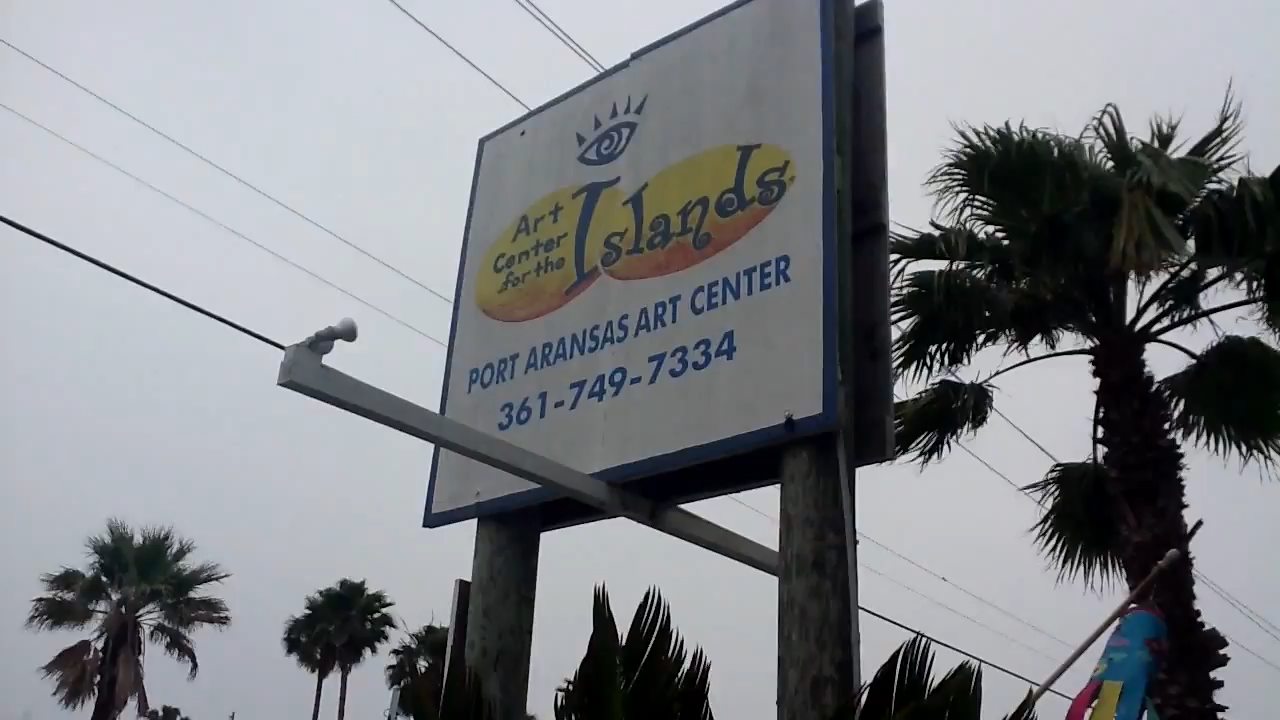 Art
Center
for the
Islands
PORT ARANSAS ART CENTER
361-749-7334